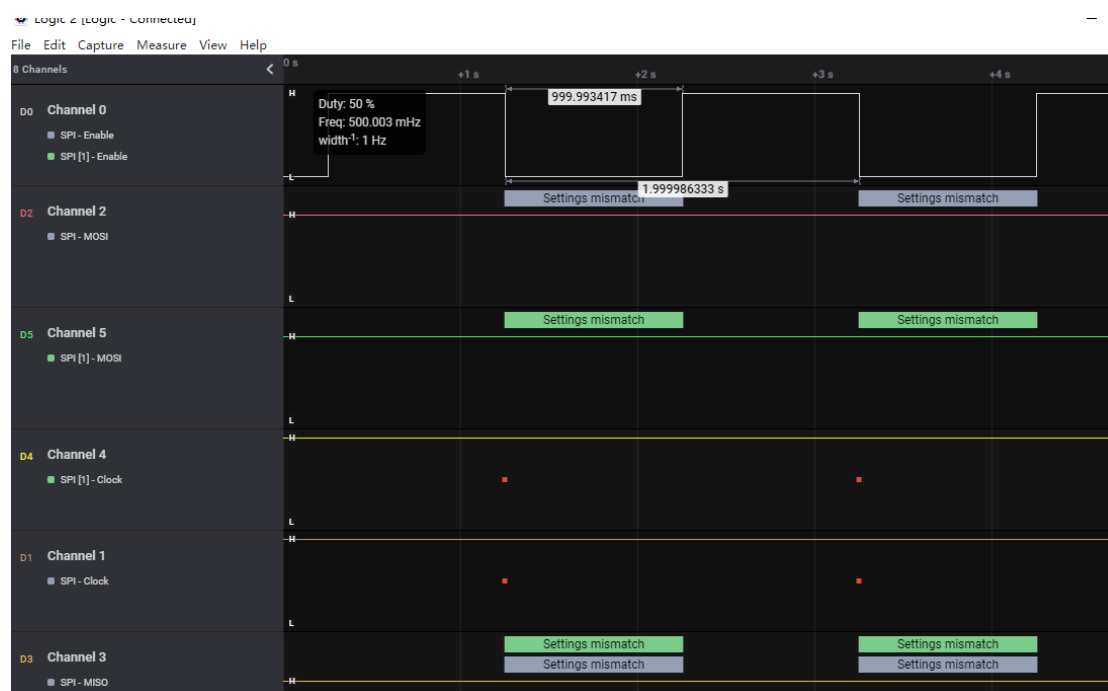 Logic 2 [Logic - Connected]
File Edit Capture Measure View Help
8 Channels
0 s
+1 s +2 s +3 s +4 s
D0 Channel 0
SPI - Enable
SPI [1] - Enable
H
L
Duty: 50 %
Freq: 500.003 mHz
width-1: 1 Hz
999.993417 ms
1.999986333 s
D2 Channel 2
SPI - MOSI
H
L
Settings mismatch Settings mismatch
D5 Channel 5
SPI [1] - MOSI
H
L
Settings mismatch Settings mismatch
D4 Channel 4
SPI [1] - Clock
H
L
D1 Channel 1
SPI - Clock
H
L
D3 Channel 3
SPI - MISO
H
Settings mismatch Settings mismatch
Settings mismatch Settings mismatch